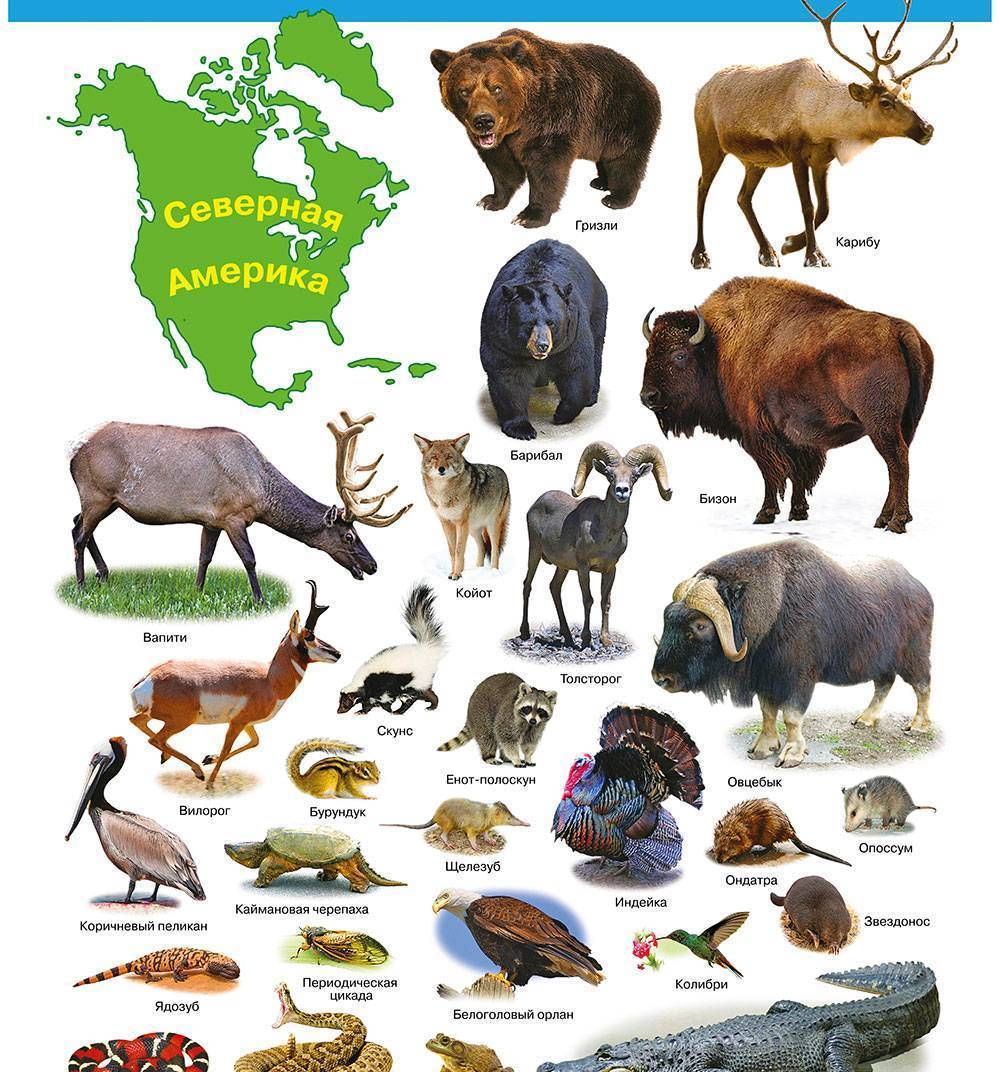 Северная
Америка
Гризли
Карибу
Барибал
Бизон
Койот
Вапити
Толсторог
Скунс
Енот-полоскун
Овцебык
Вилорог
Бурундук
Опоссум
Щелезуб
Ондатра
Индейка
Каймановая черепаха
Коричневый пеликан
Звездонос
Периодическая
цикада
Колибри
Ядозуб
Белоголовый орлан